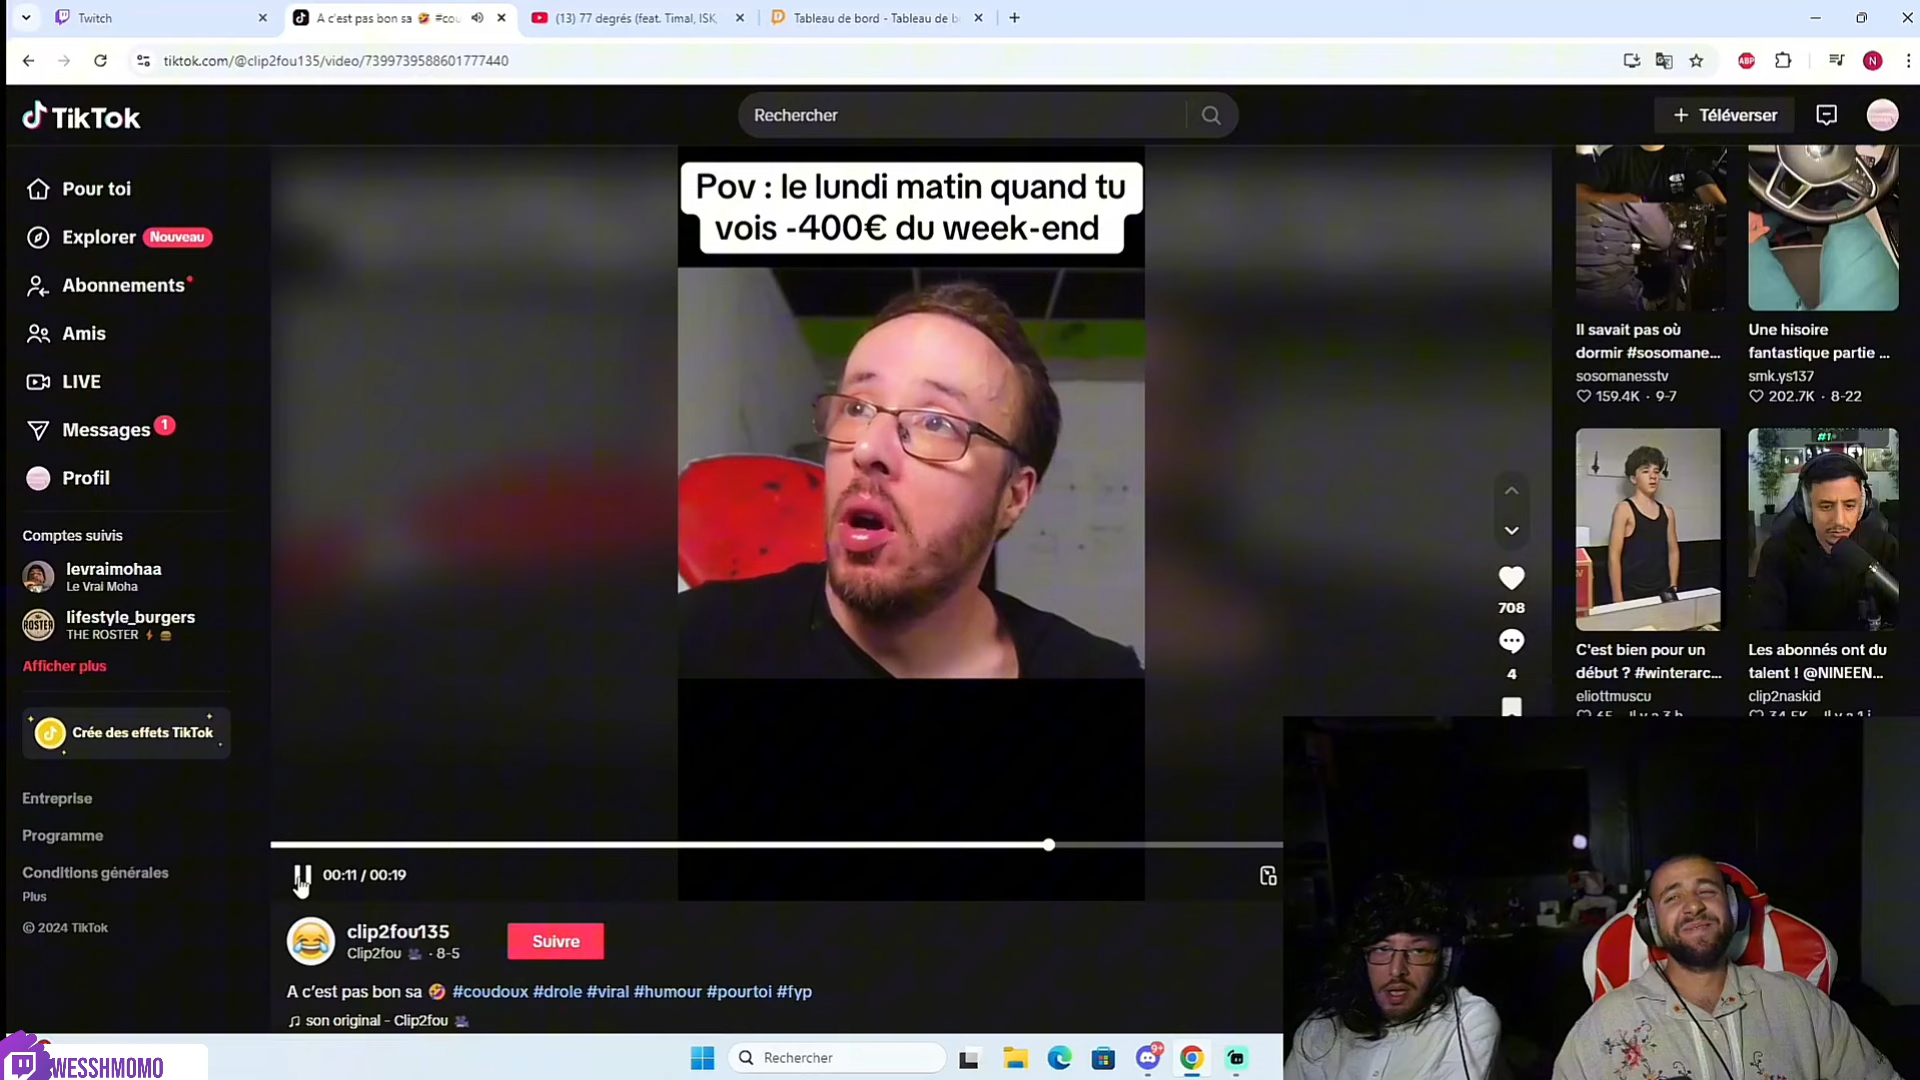 Twitch
A c'est pas bon sa 🤣 #cou
(13) 77 degrés (feat. Timal, ISK,
Tableau de bord - Tableau de b
tiktok.com/@clip2fou135/video/7399739588601777440
ABP
N
TikTok
Rechercher
Téléverser
Pour toi
Explorer Nouveau
Abonnements
Amis
LIVE
Messages 1
Profil
Comptes suivis
levraimohaa
Le Vrai Moha
ROSTER
lifestyle_burgers
THE ROSTER ⚡ 🍔
Afficher plus
Crée des effets TikTok
Entreprise
Programme
Conditions générales
Plus
© 2024 TikTok
Pov : le lundi matin quand tu
vois -400€ du week-end
708
4
00:11 / 00:19
clip2fou135
Clip2fou 🎥 · 8-5
Suivre
A c'est pas bon sa 🤣 #coudoux #drole #viral #humour #pourtoi #fyp
♫ son original - Clip2fou 🎥
Il savait pas où
dormir #sosomane...
sosomanesstv
159.4K · 9-7
Une hisoire
fantastique partie ...
smk.ys137
202.7K · 8-22
#1
C'est bien pour un
début ? #winterarc...
eliottmuscu
Les abonnés ont du
talent ! @NINEEN...
clip2naskid
WESSHMOMO
Rechercher
9+